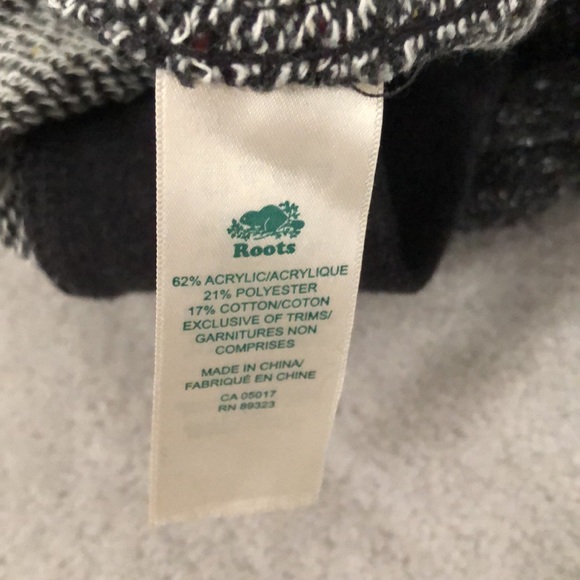 Roots
62% ACRYLIC/ACRYLIQUE
21% POLYESTER
17% COTTON/COTON
EXCLUSIVE OF TRIMS/
GARNITURES NON
COMPRISES
MADE IN CHINA/
FABRIQUÉ EN CHINE
CA 05017
RN 89323